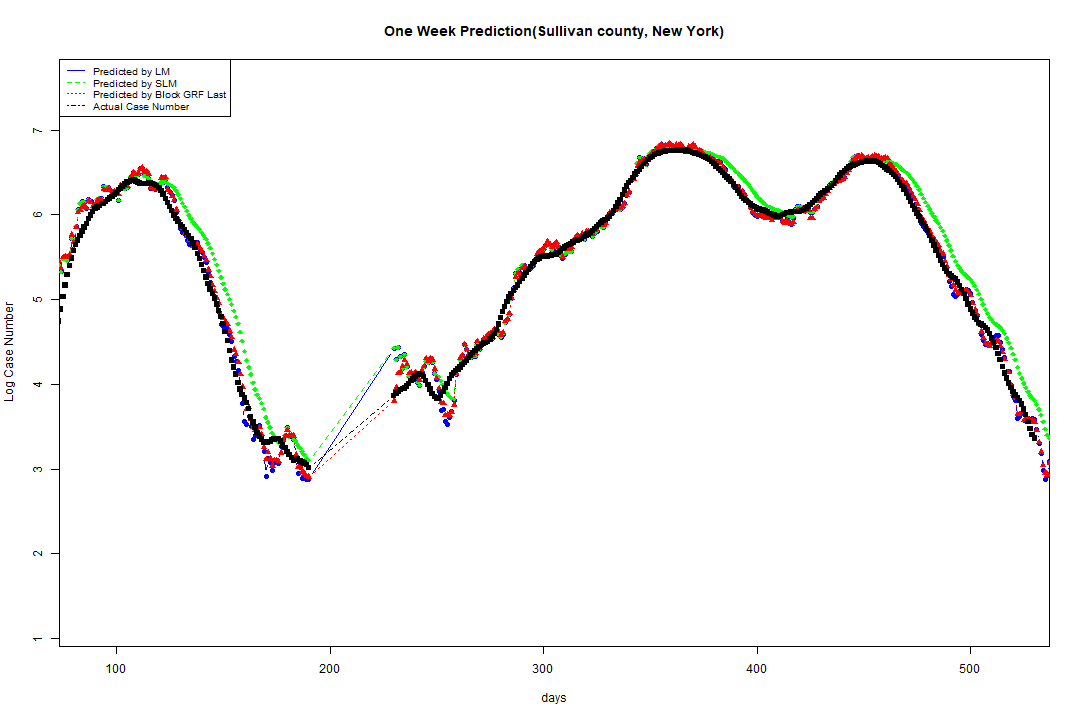 One Week Prediction(Sullivan county, New York)
Predicted by LM
Predicted by SLM
Predicted by Block GRF Last
Actual Case Number
7
6
5
4
3
2
1
Log Case Number
100 200 300 400 500
days